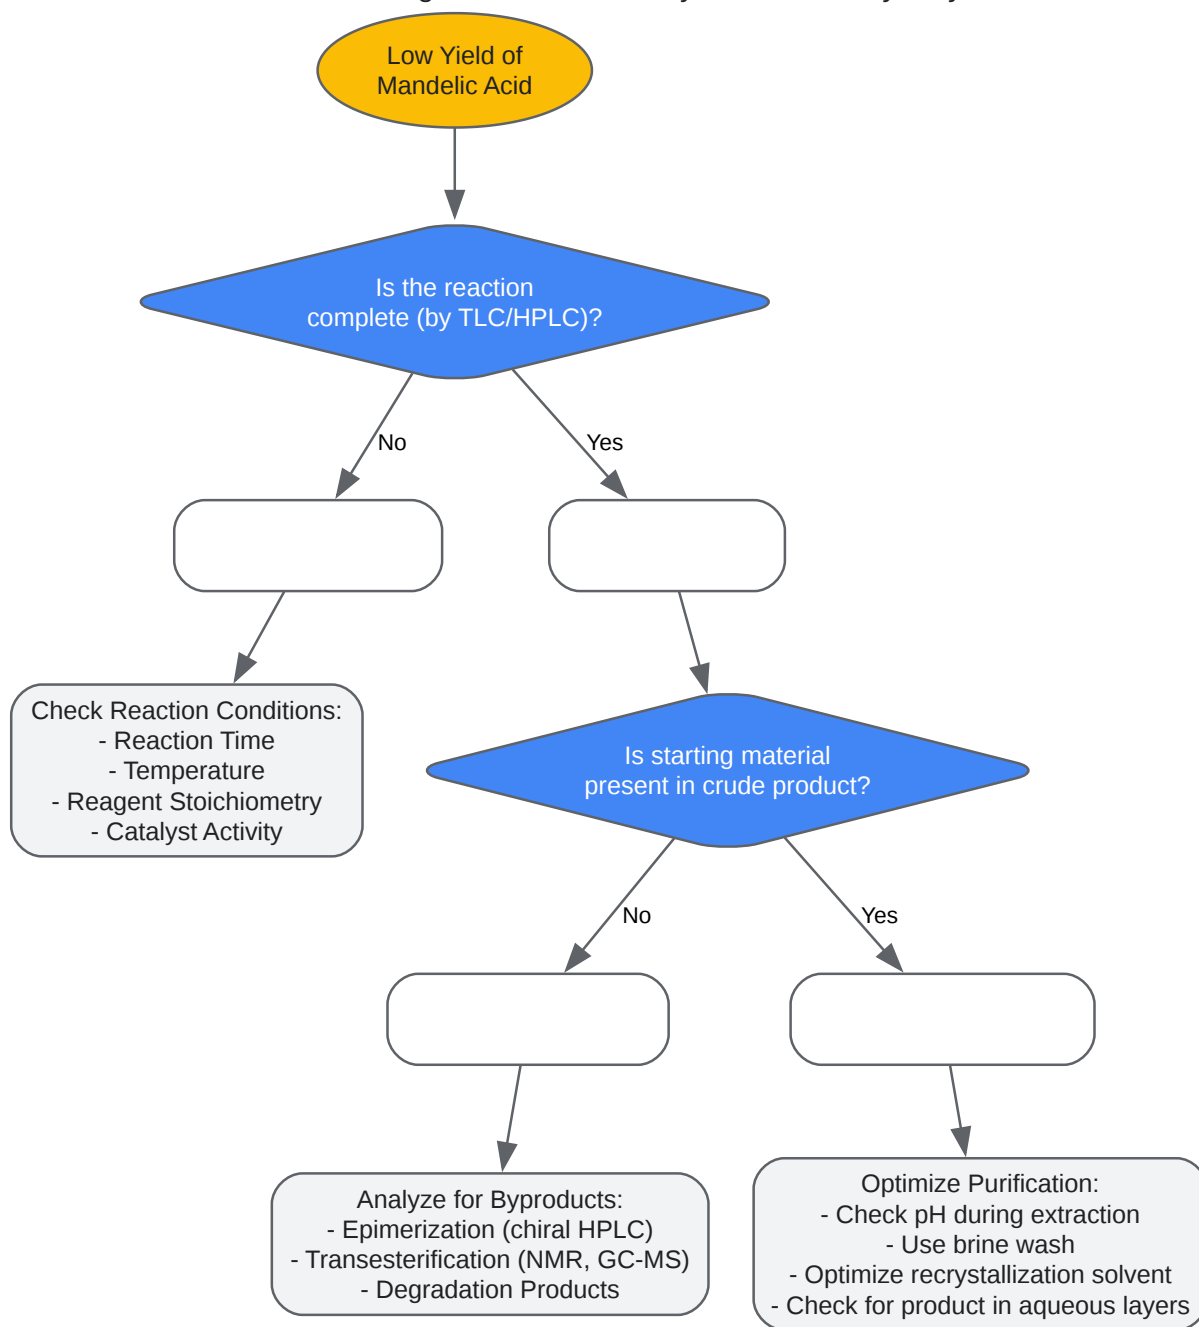 Low Yield of
Mandelic Acid
Is the reaction
complete (by TLC/HPLC)?
No
Yes
Check Reaction Conditions:
- Reaction Time
- Temperature
- Reagent Stoichiometry
- Catalyst Activity
Is starting material
present in crude product?
No
Yes
Analyze for Byproducts:
- Epimerization (chiral HPLC)
- Transesterification (NMR, GC-MS)
- Degradation Products
Optimize Purification:
- Check pH during extraction
- Use brine wash
- Optimize recrystallization solvent
- Check for product in aqueous layers